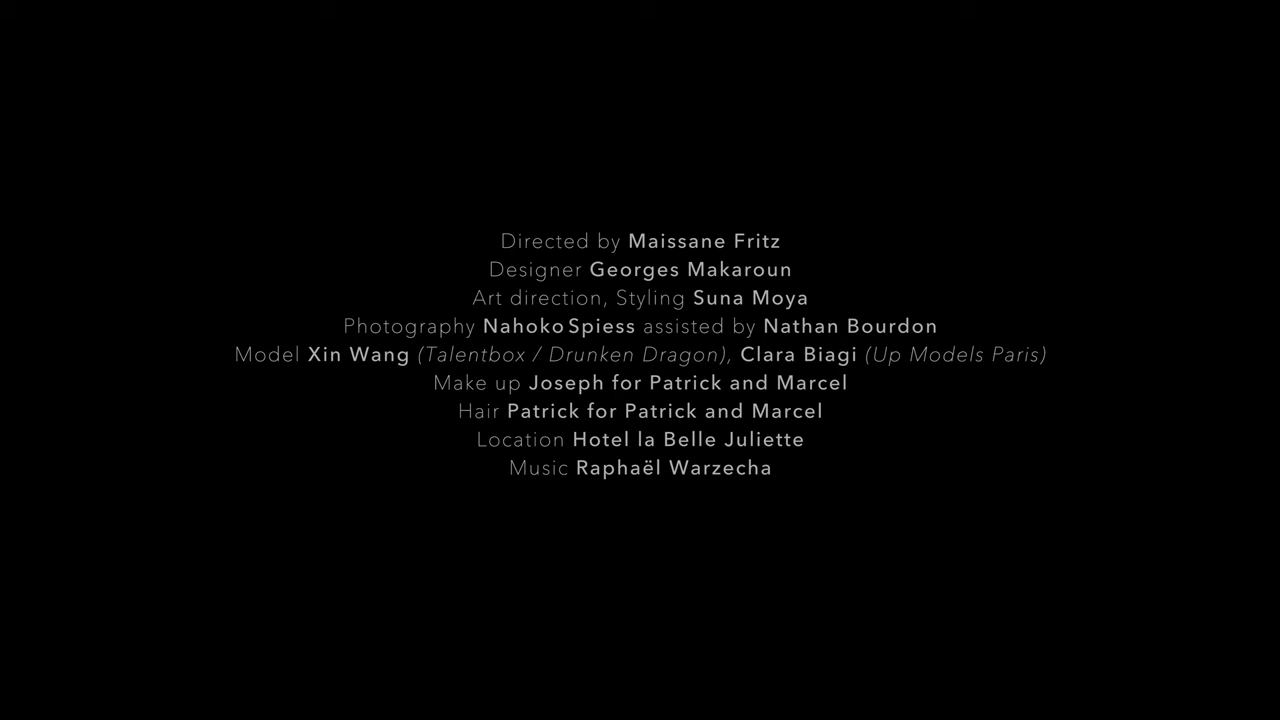 Directed by Maissane Fritz
Designer Georges Makaroun
Art direction, Styling Suna Moya
Photography Nahoko Spiess assisted by Nathan Bourdon
Model Xin Wang (Talentbox / Drunken Dragon), Clara Biagi (Up Models Paris)
Make up Joseph for Patrick and Marcel
Hair Patrick for Patrick and Marcel
Location Hotel la Belle Juliette
Music Raphaël Warzecha